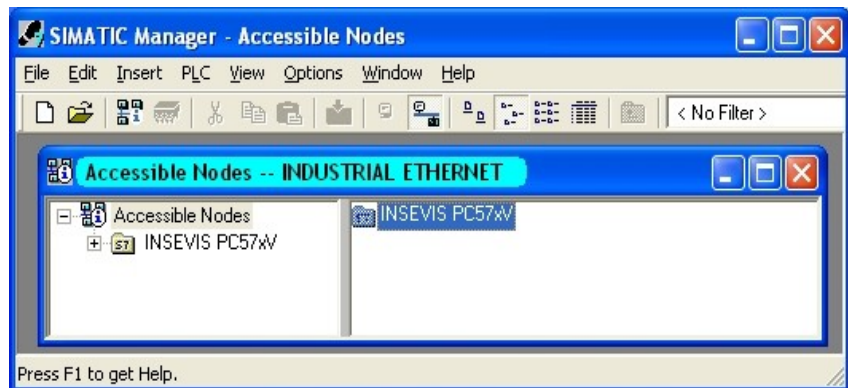 SIMATIC Manager - Accessible Nodes
File Edit Insert PLC View Options Window Help
< No Filter >
Accessible Nodes -- INDUSTRIAL ETHERNET
Accessible Nodes
INSEVIS PC57xV
S7 INSEVIS PC57xV
Press F1 to get Help.